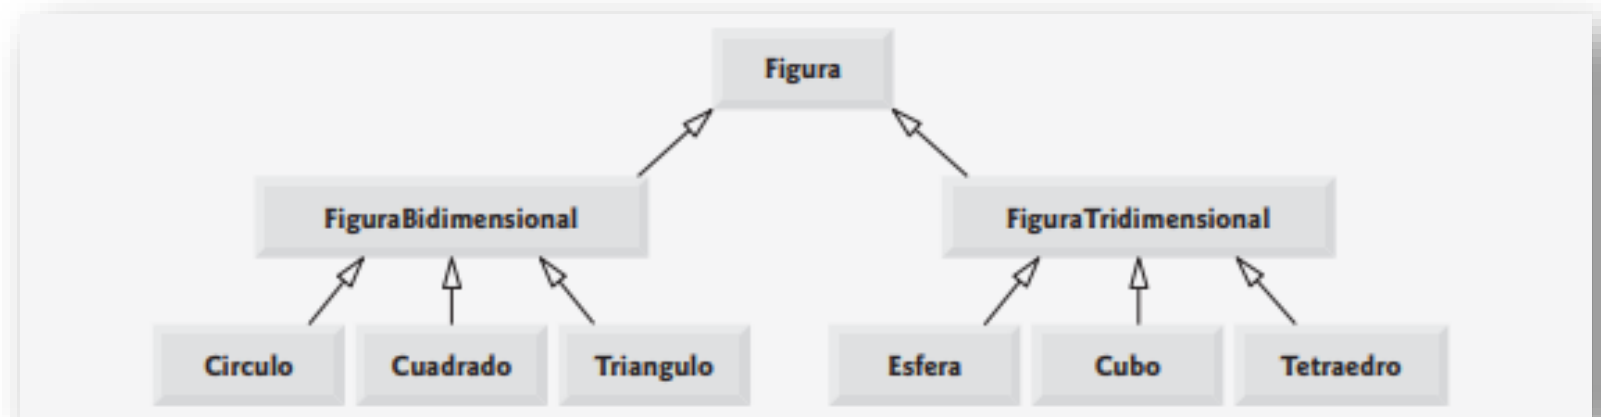 Figura
FiguraBidimensional
FiguraTridimensional
Circulo
Cuadrado
Triangulo
Esfera
Cubo
Tetraedro